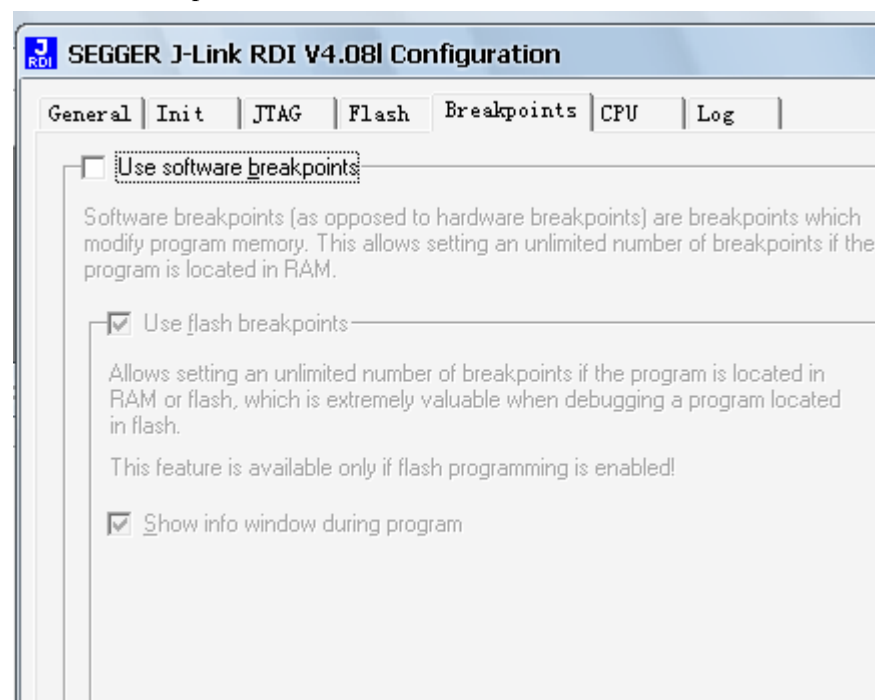 J RDI SEGGER J-Link RDI V4.08l Configuration
General Init JTAG Flash Breakpoints CPU Log
Use software breakpoints
Software breakpoints (as opposed to hardware breakpoints) are breakpoints which
modify program memory. This allows setting an unlimited number of breakpoints if the
program is located in RAM.
Use flash breakpoints
Allows setting an unlimited number of breakpoints if the program is located in
RAM or flash, which is extremely valuable when debugging a program located
in flash.
This feature is available only if flash programming is enabled!
Show info window during program